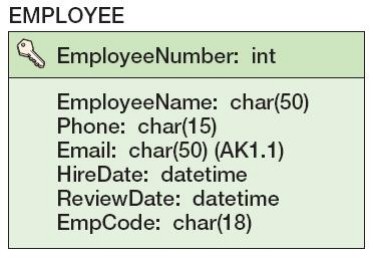 EMPLOYEE
EmployeeNumber: int
EmployeeName: char(50)
Phone: char(15)
Email: char(50) (AK1.1)
HireDate: datetime
ReviewDate: datetime
EmpCode: char(18)